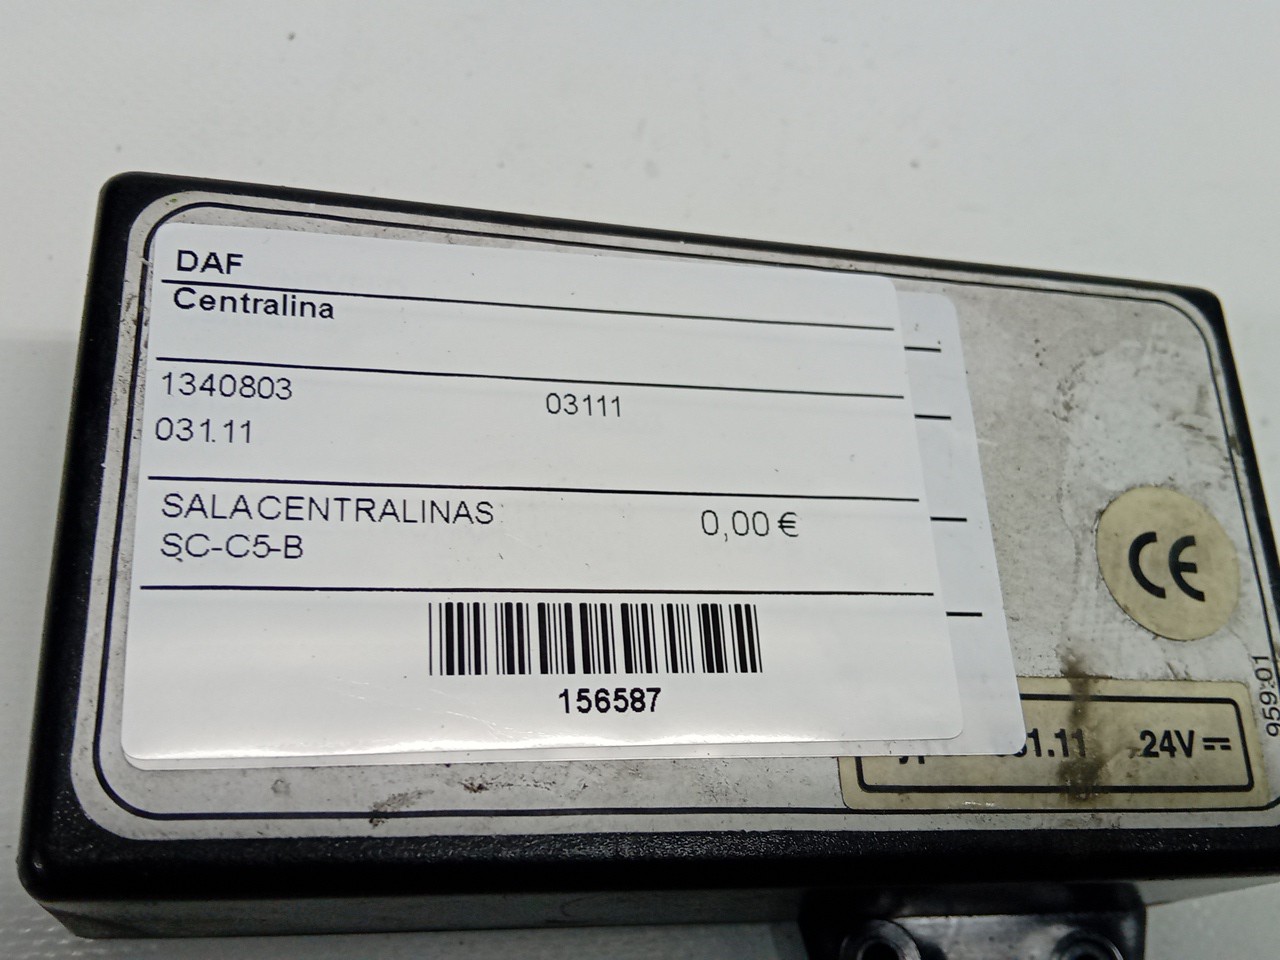 DAF
Centralina
1340803 03111
031.11
SALACENTRALINAS 0,00 €
SC-C5-B
156587
CE
24V
959.01